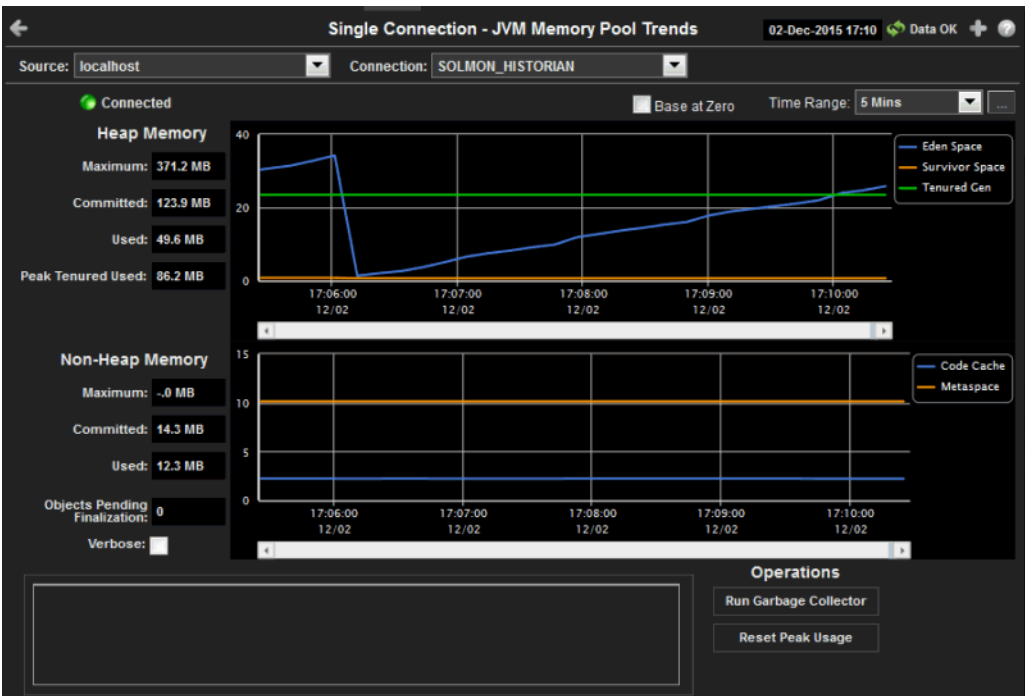 Single Connection - JVM Memory Pool Trends 02-Dec-2015 17:10 Data OK
Source: localhost Connection: SOLMON_HISTORIAN
Connected Base at Zero Time Range: 5 Mins ...
Heap Memory
Maximum: 371.2 MB
Committed: 123.9 MB
Used: 49.6 MB
Peak Tenured Used: 86.2 MB
40
20
0
Eden Space
Survivor Space
Tenured Gen
17:06:00 17:07:00 17:08:00 17:09:00 17:10:00
12/02 12/02 12/02 12/02 12/02
Non-Heap Memory
Maximum: -.0 MB
Committed: 14.3 MB
Used: 12.3 MB
Objects Pending
Finalization: 0
Verbose:
15
10
5
0
Code Cache
Metaspace
17:06:00 17:07:00 17:08:00 17:09:00 17:10:00
12/02 12/02 12/02 12/02 12/02
Operations
Run Garbage Collector
Reset Peak Usage